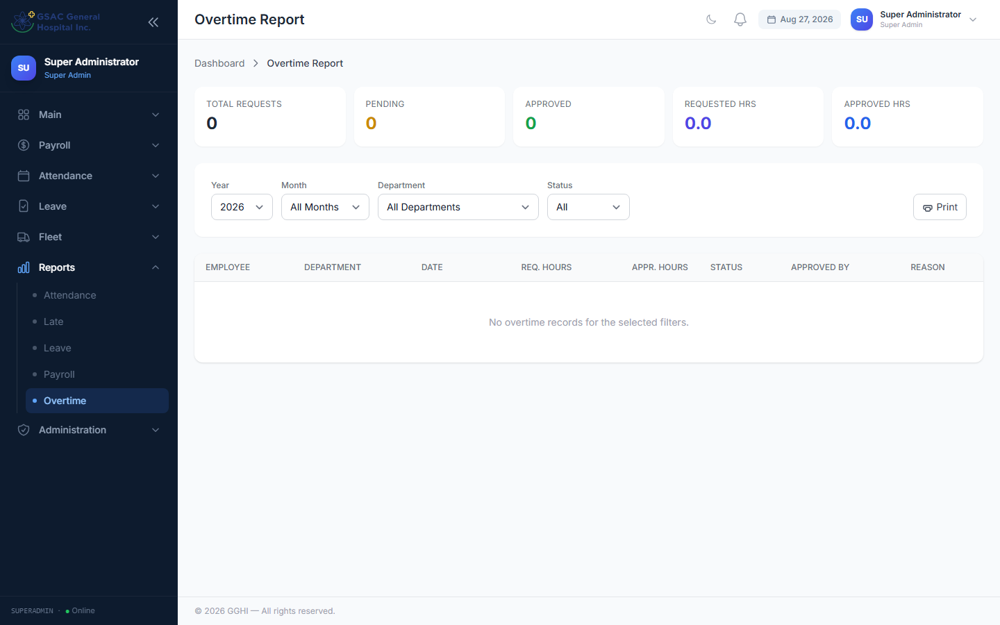 GSAC General
Hospital Inc.
Super Administrator
Super Admin
Main
Payroll
Attendance
Leave
Fleet
Reports
Attendance
Late
Leave
Payroll
Overtime
Administration
SUPERADMIN · Online
Overtime Report
Aug 27, 2026
SU
Super Administrator
Super Admin
Dashboard > Overtime Report
TOTAL REQUESTS
0
PENDING
0
APPROVED
0
REQUESTED HRS
0.0
APPROVED HRS
0.0
Year Month Department Status
2026 All Months All Departments All Print
EMPLOYEE DEPARTMENT DATE REQ. HOURS APPR. HOURS STATUS APPROVED BY REASON
No overtime records for the selected filters.
© 2026 GGHI — All rights reserved.